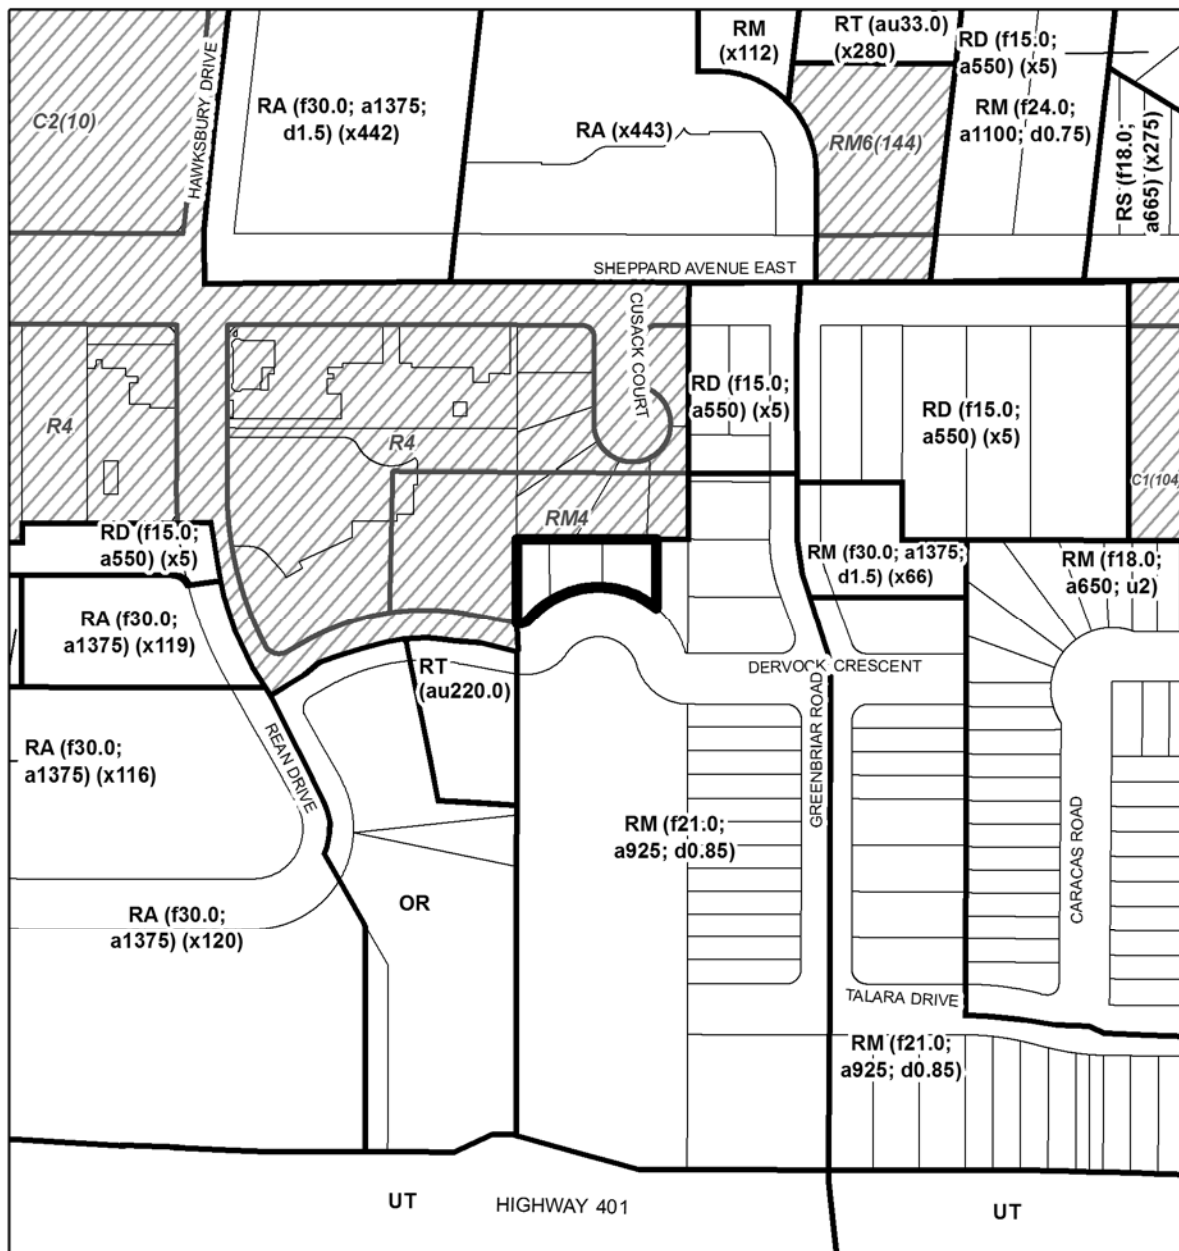 RM
(x112)
RT (au33.0)
(x280)
RD (f15.0;
a550) (x5)
HAWKSBURY DRIVE
C2(10)
RA (f30.0; a1375;
d1.5) (x442)
RA (x443)
RM6(144)
RM (f24.0;
a1100; d0.75)
RS (f18.0;
a665) (x275)
SHEPPARD AVENUE EAST
CUSACK COURT
RD (f15.0;
a550) (x5)
RD (f15.0;
a550) (x5)
R4
R4
C1(104)
RM4
RD (f15.0;
a550) (x5)
RM (f30.0; a1375;
d1.5) (x66)
RM (f18.0;
a650; u2)
RA (f30.0;
a1375) (x119)
RT
(au220.0)
DERVOCK CRESCENT
GREENBRIAR ROAD
REAN DRIVE
RA (f30.0;
a1375) (x116)
RM (f21.0;
a925; d0.85)
CARACAS ROAD
OR
RA (f30.0;
a1375) (x120)
TALARA DRIVE
RM (f21.0;
a925; d0.85)
UT
HIGHWAY 401
UT